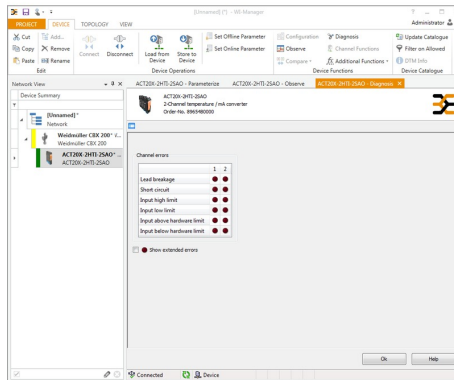 [Unnamed] (*) - WI-Manager
PROJECT DEVICE TOPOLOGY VIEW Administrator
Cut Add... Connect Disconnect Load from Device Store to Device Set Offline Parameter Configuration Diagnosis Update Catalogue
Copy Remove Set Online Parameter Observe Channel Functions Filter on Allowed
Paste Rename Compare Additional Functions DTM Info
Edit Device Operations Device Functions Device Catalogue
Network View ACT20X-2HTI-2SAO - Parameterize ACT20X-2HTI-2SAO - Observe ACT20X-2HTI-2SAO - Diagnosis
Device Summary
ACT20X-2HTI-2SAO
2-Channel temperature / mA converter
Order-No. 8965480000
[Unnamed]*
Network
Weidmüller CBX 200* /...
Weidmüller CBX 200
ACT20X-2HTI-2SAO* ...
ACT20X-2HTI-2SAO
Channel errors
1 2
Lead breakage
Short circuit
Input high limit
Input low limit
Input above hardware limit
Input below hardware limit
Show extended errors
Ok Help
Connected Device